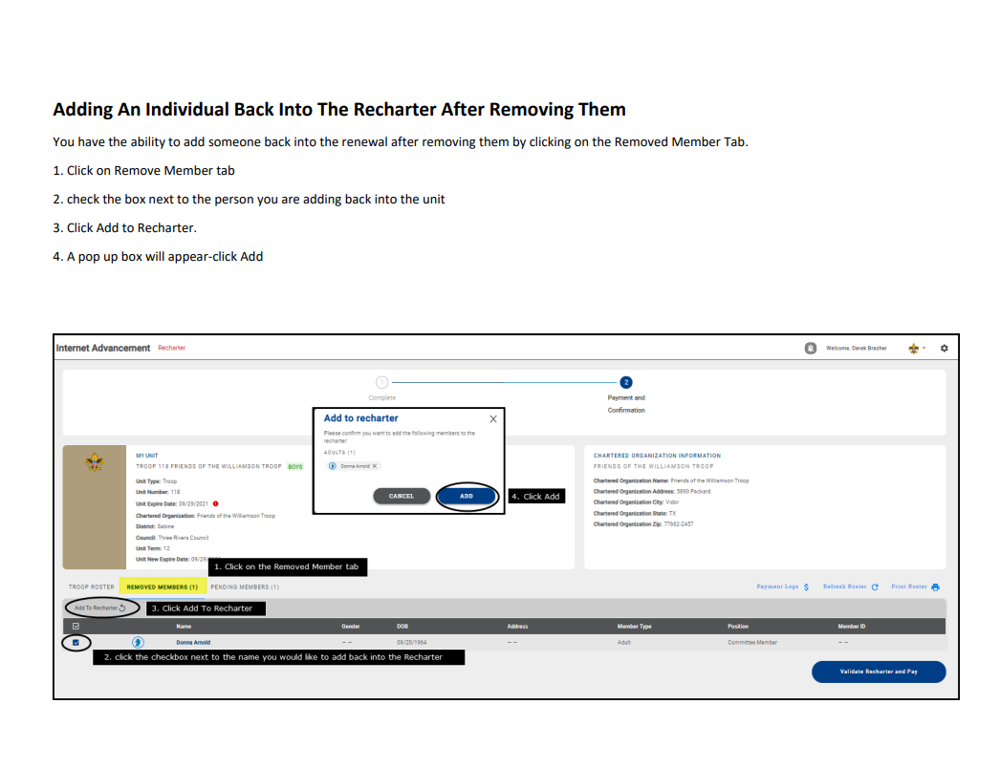 Adding An Individual Back Into The Recharter After Removing Them
You have the ability to add someone back into the renewal after removing them by clicking on the Removed Member Tab.
1. Click on Remove Member tab
2. check the box next to the person you are adding back into the unit
3. Click Add to Recharter.
4. A pop up box will appear-click Add
Internet Advancement Recharter Welcome, Derek Brasher
1 2
Complete Payment and
Confirmation
Add to recharter X
Please confirm you want to add the following members to the
recharter:
ADULTS (1)
Donna Arnold X
CANCEL ADD 4. Click Add
MY UNIT
TROOP 118 FRIENDS OF THE WILLIAMSON TROOP BOYS
Unit Type: Troop
Unit Number: 118
Unit Expire Date: 09/29/2021
Chartered Organization: Friends of the Williamson Troop
District: Sabine
Council: Three Rivers Council
Unit Term: 12
Unit New Expire Date: 09/29
CHARTERED ORGANIZATION INFORMATION
FRIENDS OF THE WILLIAMSON TROOP
Chartered Organization Name: Friends of the Williamson Troop
Chartered Organization Address: 5890 Packard
Chartered Organization City: Vidor
Chartered Organization State: TX
Chartered Organization Zip: 77662-2457
1. Click on the Removed Member tab
TROOP ROSTER REMOVED MEMBERS (1) PENDING MEMBERS (1) Payment Logs $ Refresh Roster Print Roster
Add To Recharter 3. Click Add To Recharter
Name Gender DOB Address Member Type Position Member ID
Donna Arnold -- 09/28/1964 -- Adult Committee Member --
2. click the checkbox next to the name you would like to add back into the Recharter
Validate Recharter and Pay